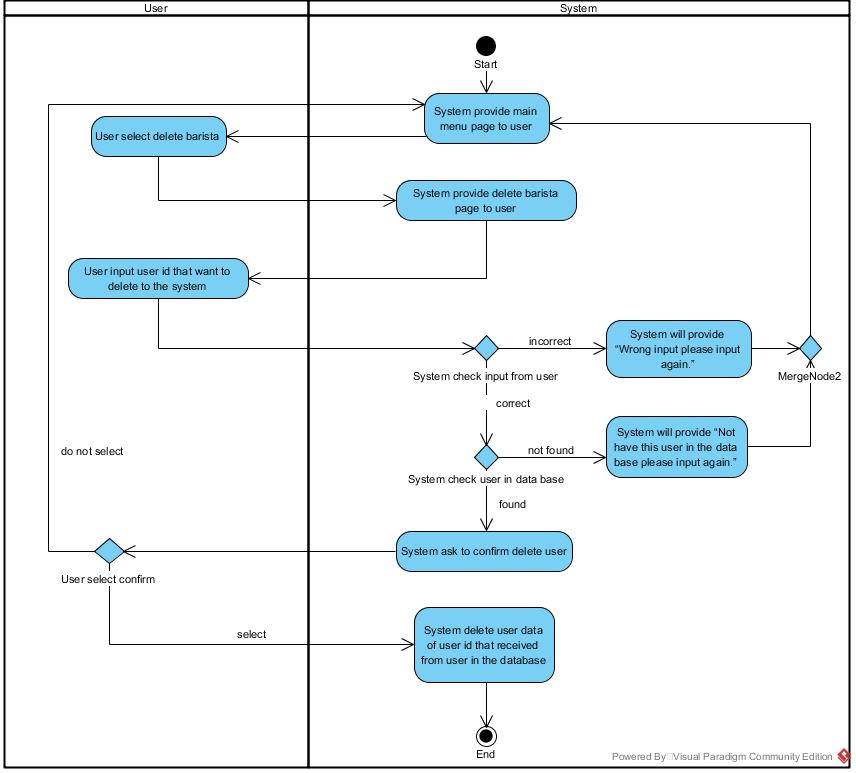 User
System
Start
System provide main
menu page to user
User select delete barista
System provide delete barista
page to user
User input user id that want to
delete to the system
incorrect
System will provide
“Wrong input please input
again.”
System check input from user
MergeNode2
correct
do not select
not found
System will provide “Not
have this user in the data
base please input again.”
System check user in data base
found
System ask to confirm delete user
User select confirm
select
System delete user data
of user id that received
from user in the database
End
Powered By Visual Paradigm Community Edition